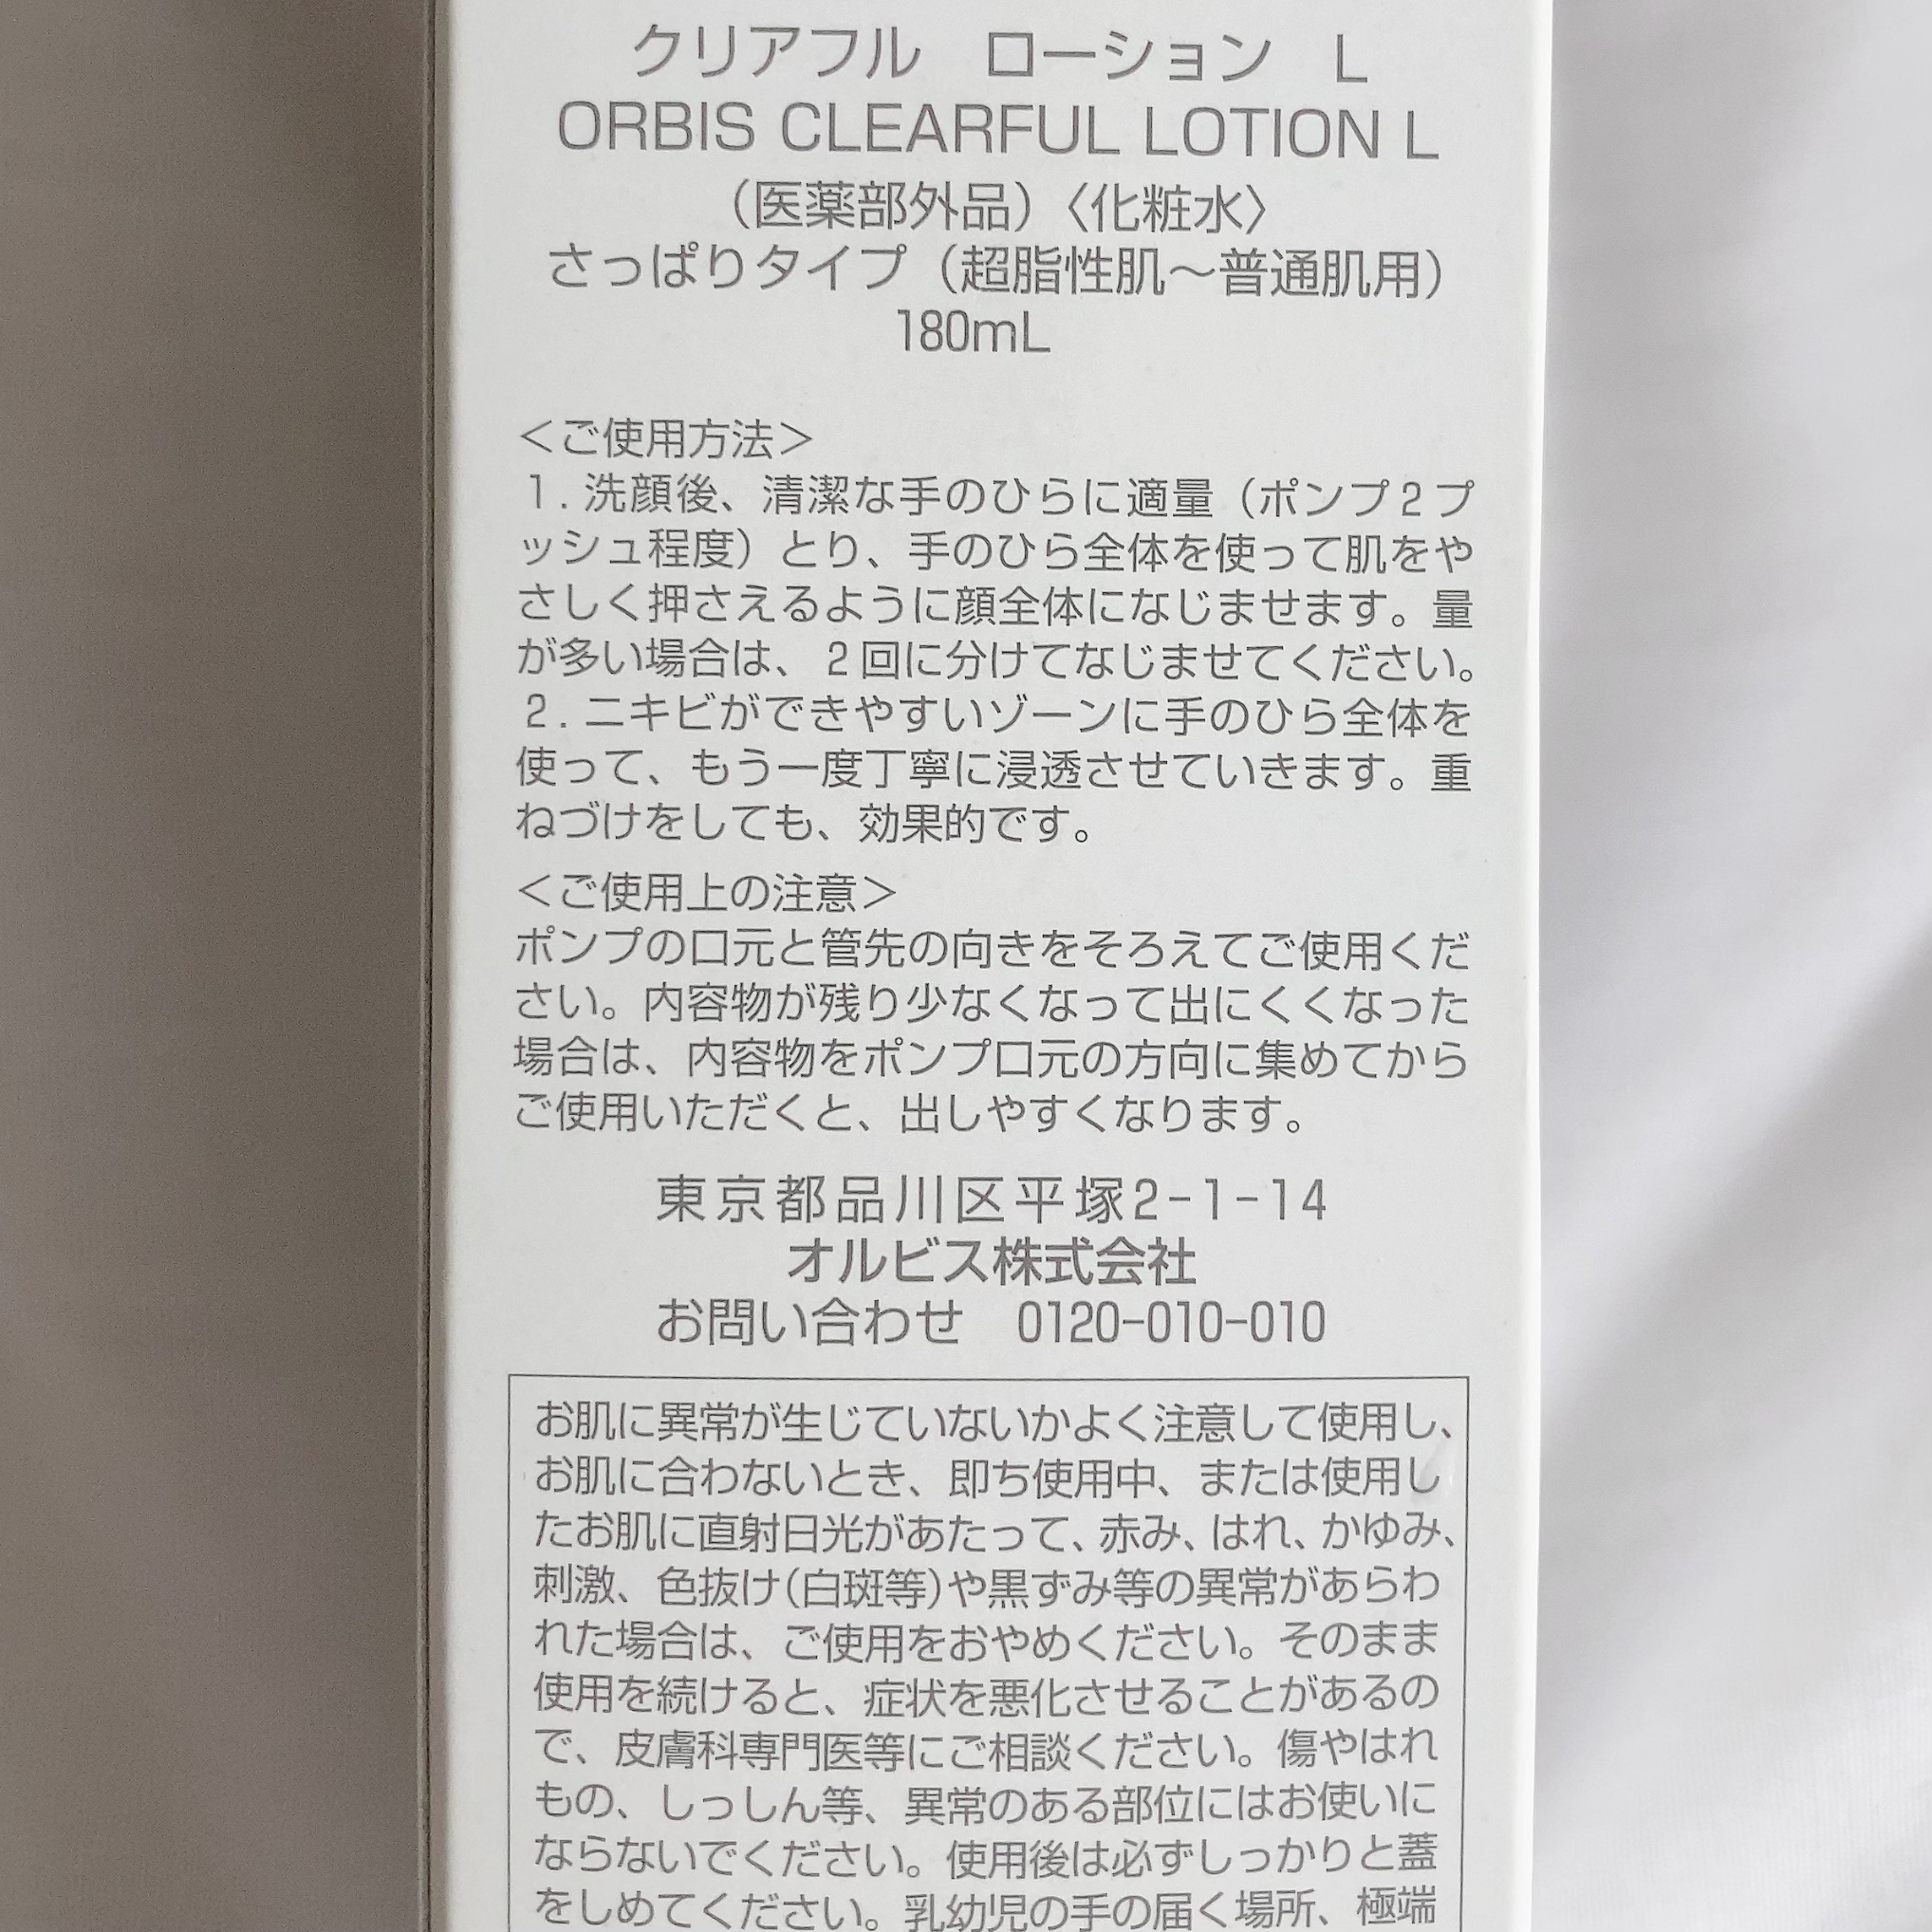 クリアフル　ローション　L
ORBIS CLEARFUL LOTION L
（医薬部外品）〈化粧水〉
さっぱりタイプ（超脂性肌～普通肌用）
180mL
＜ご使用方法＞
1. 洗顔後、清潔な手のひらに適量（ポンプ2プ
ッシュ程度）とり、手のひら全体を使って肌をや
さしく押さえるように顔全体になじませます。量
が多い場合は、2回に分けてなじませてください。
2. ニキビができやすいゾーンに手のひら全体を
使って、もう一度丁寧に浸透させていきます。重
ねづけをしても、効果的です。
＜ご使用上の注意＞
ポンプの口元と管先の向きをそろえてご使用くだ
さい。内容物が残り少なくなって出にくくなった
場合は、内容物をポンプ口元の方向に集めてから
ご使用いただくと、出しやすくなります。
東京都品川区平塚2-1-14
オルビス株式会社
お問い合わせ　0120-010-010
お肌に異常が生じていないかよく注意して使用し、
お肌に合わないとき、即ち使用中、または使用し
たお肌に直射日光があたって、赤み、はれ、かゆみ、
刺激、色抜け(白斑等)や黒ずみ等の異常があらわ
れた場合は、ご使用をおやめください。そのまま
使用を続けると、症状を悪化させることがあるの
で、皮膚科専門医等にご相談ください。傷やはれ
もの、しっしん等、異常のある部位にはお使いに
ならないでください。使用後は必ずしっかりと蓋
をしめてください。乳幼児の手の届く場所、極端